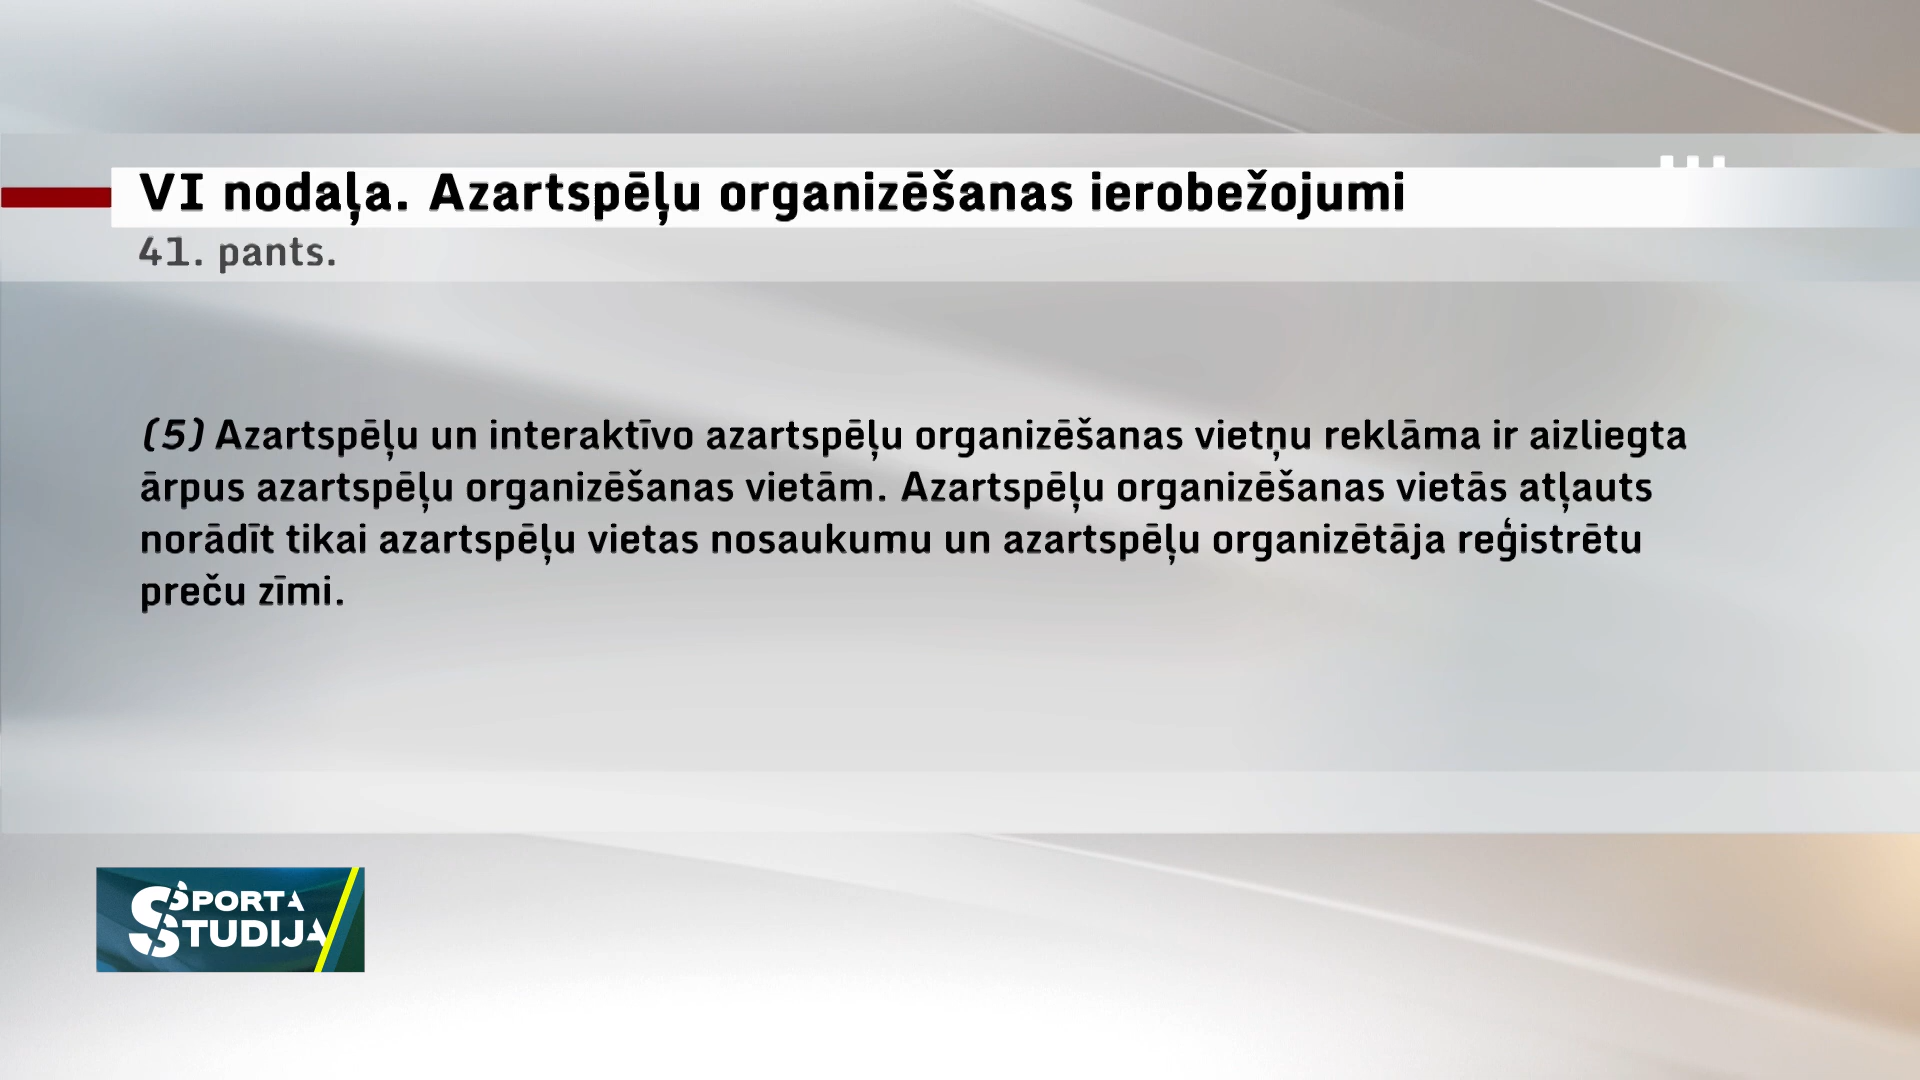 VI nodaļa. Azartspēļu organizēšanas ierobežojumi
41. pants.
(5) Azartspēļu un interaktīvo azartspēļu organizēšanas vietņu reklāma ir aizliegta
ārpus azartspēļu organizēšanas vietām. Azartspēļu organizēšanas vietās atļauts
norādīt tikai azartspēļu vietas nosaukumu un azartspēļu organizētāja reģistrētu
preču zīmi.
SPORTA
STUDIJA